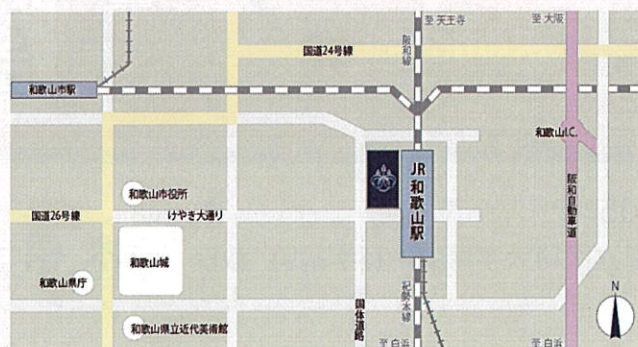 至 天王寺
至 大阪
国道24号線
阪和線
和歌山市駅
和歌山I.C.
JR和歌山駅
和歌山市役所
国道26号線
けやき大通り
阪和自動車道
和歌山城
和歌山県庁
紀勢本線
国体道路
N
和歌山県立近代美術館
至 白浜
至 白浜